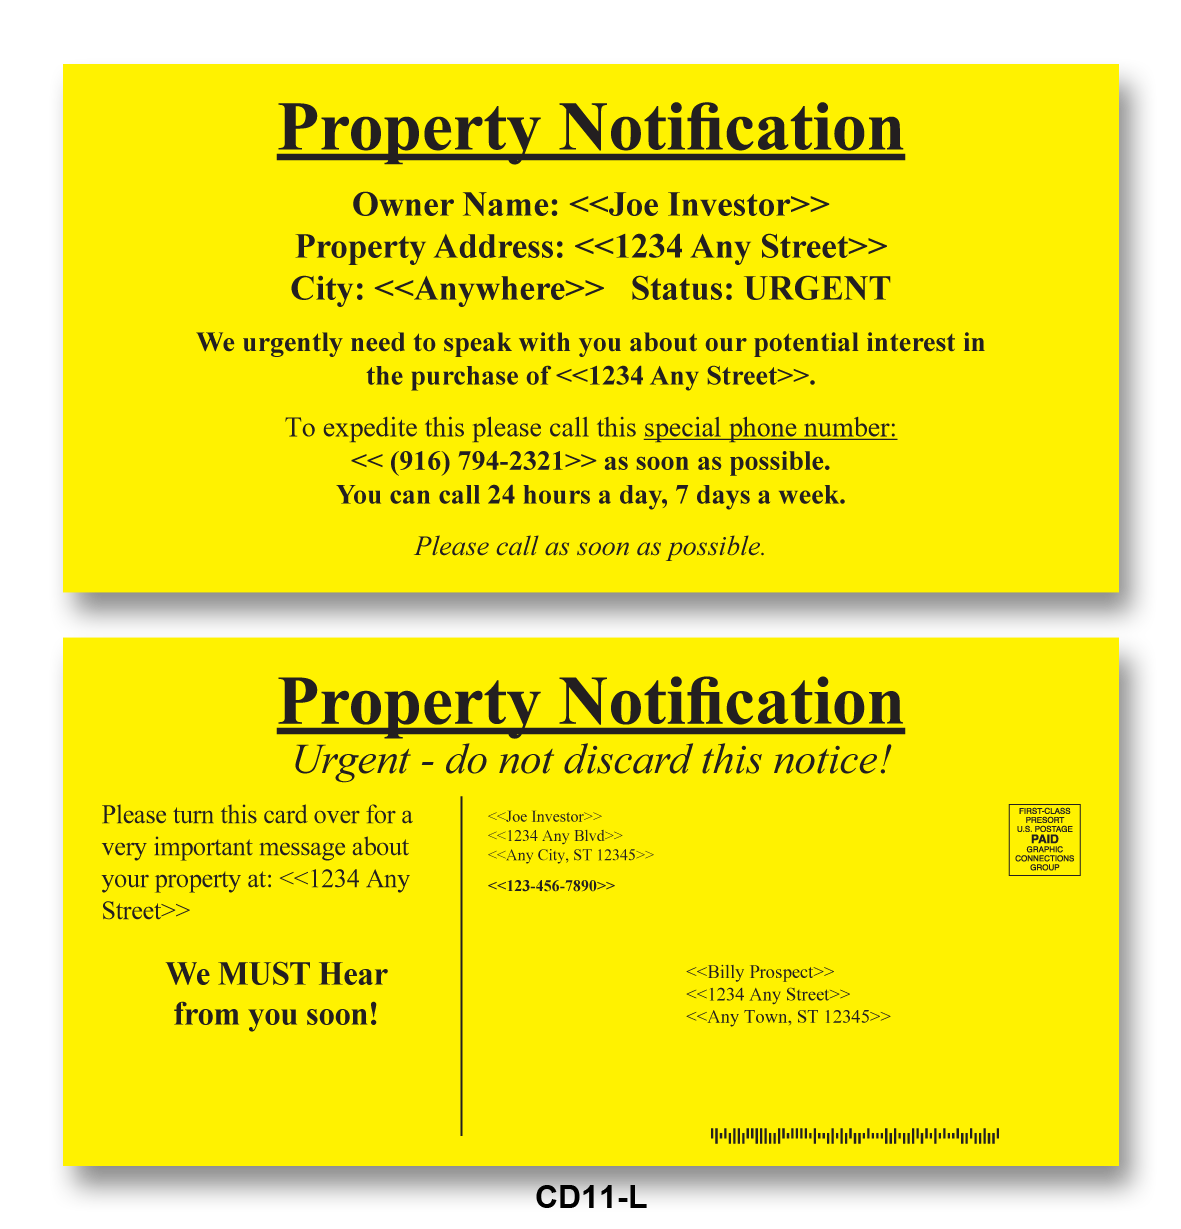 Property Notification
Owner Name: <<Joe Investor>>
Property Address: <<1234 Any Street>>
City: <<Anywhere>>   Status: URGENT
We urgently need to speak with you about our potential interest in
the purchase of <<1234 Any Street>>.
To expedite this please call this special phone number:
<< (916) 794-2321>> as soon as possible.
You can call 24 hours a day, 7 days a week.
Please call as soon as possible.
Property Notification
Urgent - do not discard this notice!
Please turn this card over for a
very important message about
your property at: <<1234 Any
Street>>
We MUST Hear
from you soon!
<<Joe Investor>>
<<1234 Any Blvd>>
<<Any City, ST 12345>>
<<123-456-7890>>
FIRST-CLASS
PRESORT
U.S. POSTAGE
PAID
GRAPHIC
CONNECTIONS
GROUP
<<Billy Prospect>>
<<1234 Any Street>>
<<Any Town, ST 12345>>
CD11-L